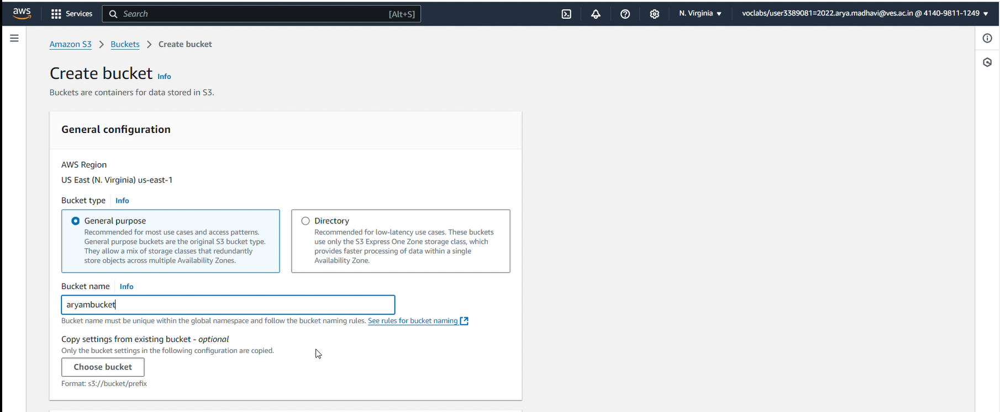 aws
Services
Search
[Alt+S]
N. Virginia
voclabs/user3389081=2022.arya.madhavi@ves.ac.in @ 4140-9811-1249
Amazon S3 > Buckets > Create bucket
Create bucket Info
Buckets are containers for data stored in S3.
General configuration
AWS Region
US East (N. Virginia) us-east-1
Bucket type Info
General purpose
Recommended for most use cases and access patterns.
General purpose buckets are the original S3 bucket type.
They allow a mix of storage classes that redundantly
store objects across multiple Availability Zones.
Directory
Recommended for low-latency use cases. These buckets
use only the S3 Express One Zone storage class, which
provides faster processing of data within a single
Availability Zone.
Bucket name Info
aryambucket
Bucket name must be unique within the global namespace and follow the bucket naming rules. See rules for bucket naming
Copy settings from existing bucket - optional
Only the bucket settings in the following configuration are copied.
Choose bucket
Format: s3://bucket/prefix